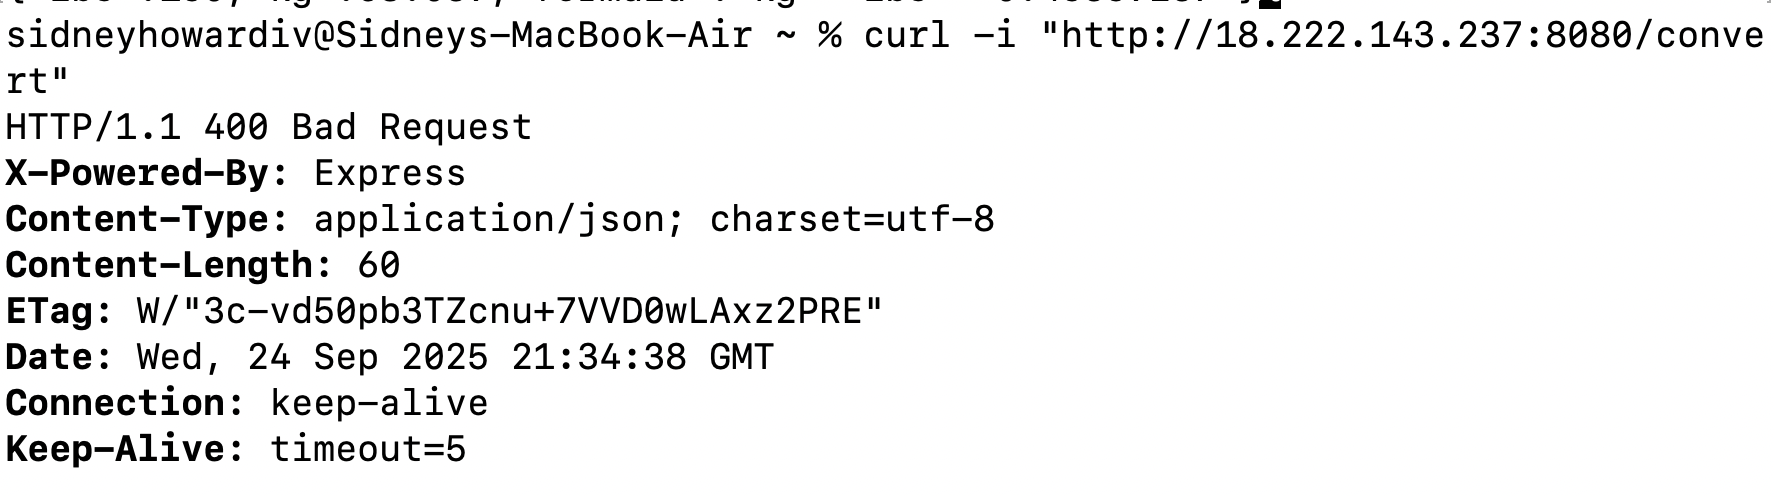 sidneyhowardiv@Sidneys-MacBook-Air ~ % curl -i "http://18.222.143.237:8080/conve
rt"
HTTP/1.1 400 Bad Request
X-Powered-By: Express
Content-Type: application/json; charset=utf-8
Content-Length: 60
ETag: W/"3c-vd50pb3TZcnu+7VVD0wLAxz2PRE"
Date: Wed, 24 Sep 2025 21:34:38 GMT
Connection: keep-alive
Keep-Alive: timeout=5